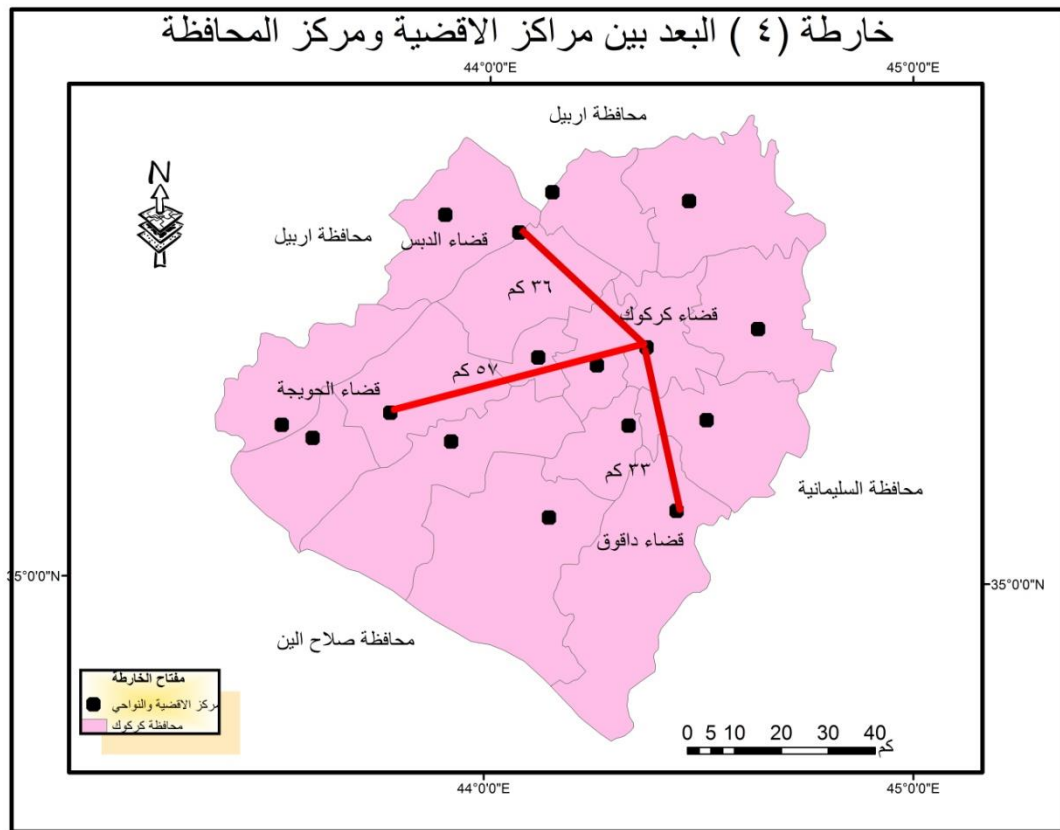 خارطة (٤ ) البعد بين مراكز الاقضية ومركز المحافظة
44°0'0"E
45°0'0"E
محافظة اربيل
N
محافظة اربيل
قضاء الدبس
٣٦ كم
قضاء كركوك
٥٧ كم
قضاء الحويجة
٣٣ كم
محافظة السليمانية
قضاء داقوق
35°0'0"N
35°0'0"N
محافظة صلاح الين
مفتاح الخارطة
مركز الاقضية والنواحي
محافظة كركوك
0 5 10 20 30 40
كم
44°0'0"E
45°0'0"E